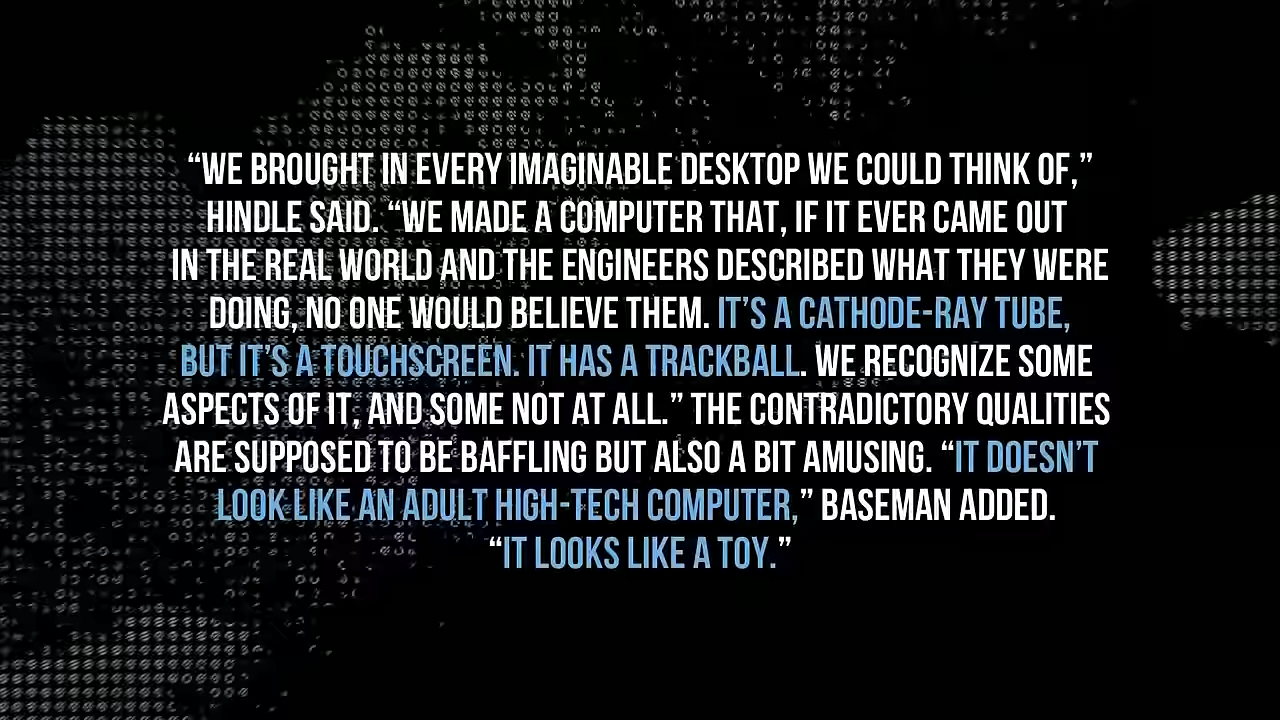 “WE BROUGHT IN EVERY IMAGINABLE DESKTOP WE COULD THINK OF,”
HINDLE SAID. “WE MADE A COMPUTER THAT, IF IT EVER CAME OUT
IN THE REAL WORLD AND THE ENGINEERS DESCRIBED WHAT THEY WERE
DOING, NO ONE WOULD BELIEVE THEM. IT’S A CATHODE-RAY TUBE,
BUT IT’S A TOUCHSCREEN. IT HAS A TRACKBALL. WE RECOGNIZE SOME
ASPECTS OF IT, AND SOME NOT AT ALL.” THE CONTRADICTORY QUALITIES
ARE SUPPOSED TO BE BAFFLING BUT ALSO A BIT AMUSING. “IT DOESN’T
LOOK LIKE AN ADULT HIGH-TECH COMPUTER,” BASEMAN ADDED.
“IT LOOKS LIKE A TOY.”